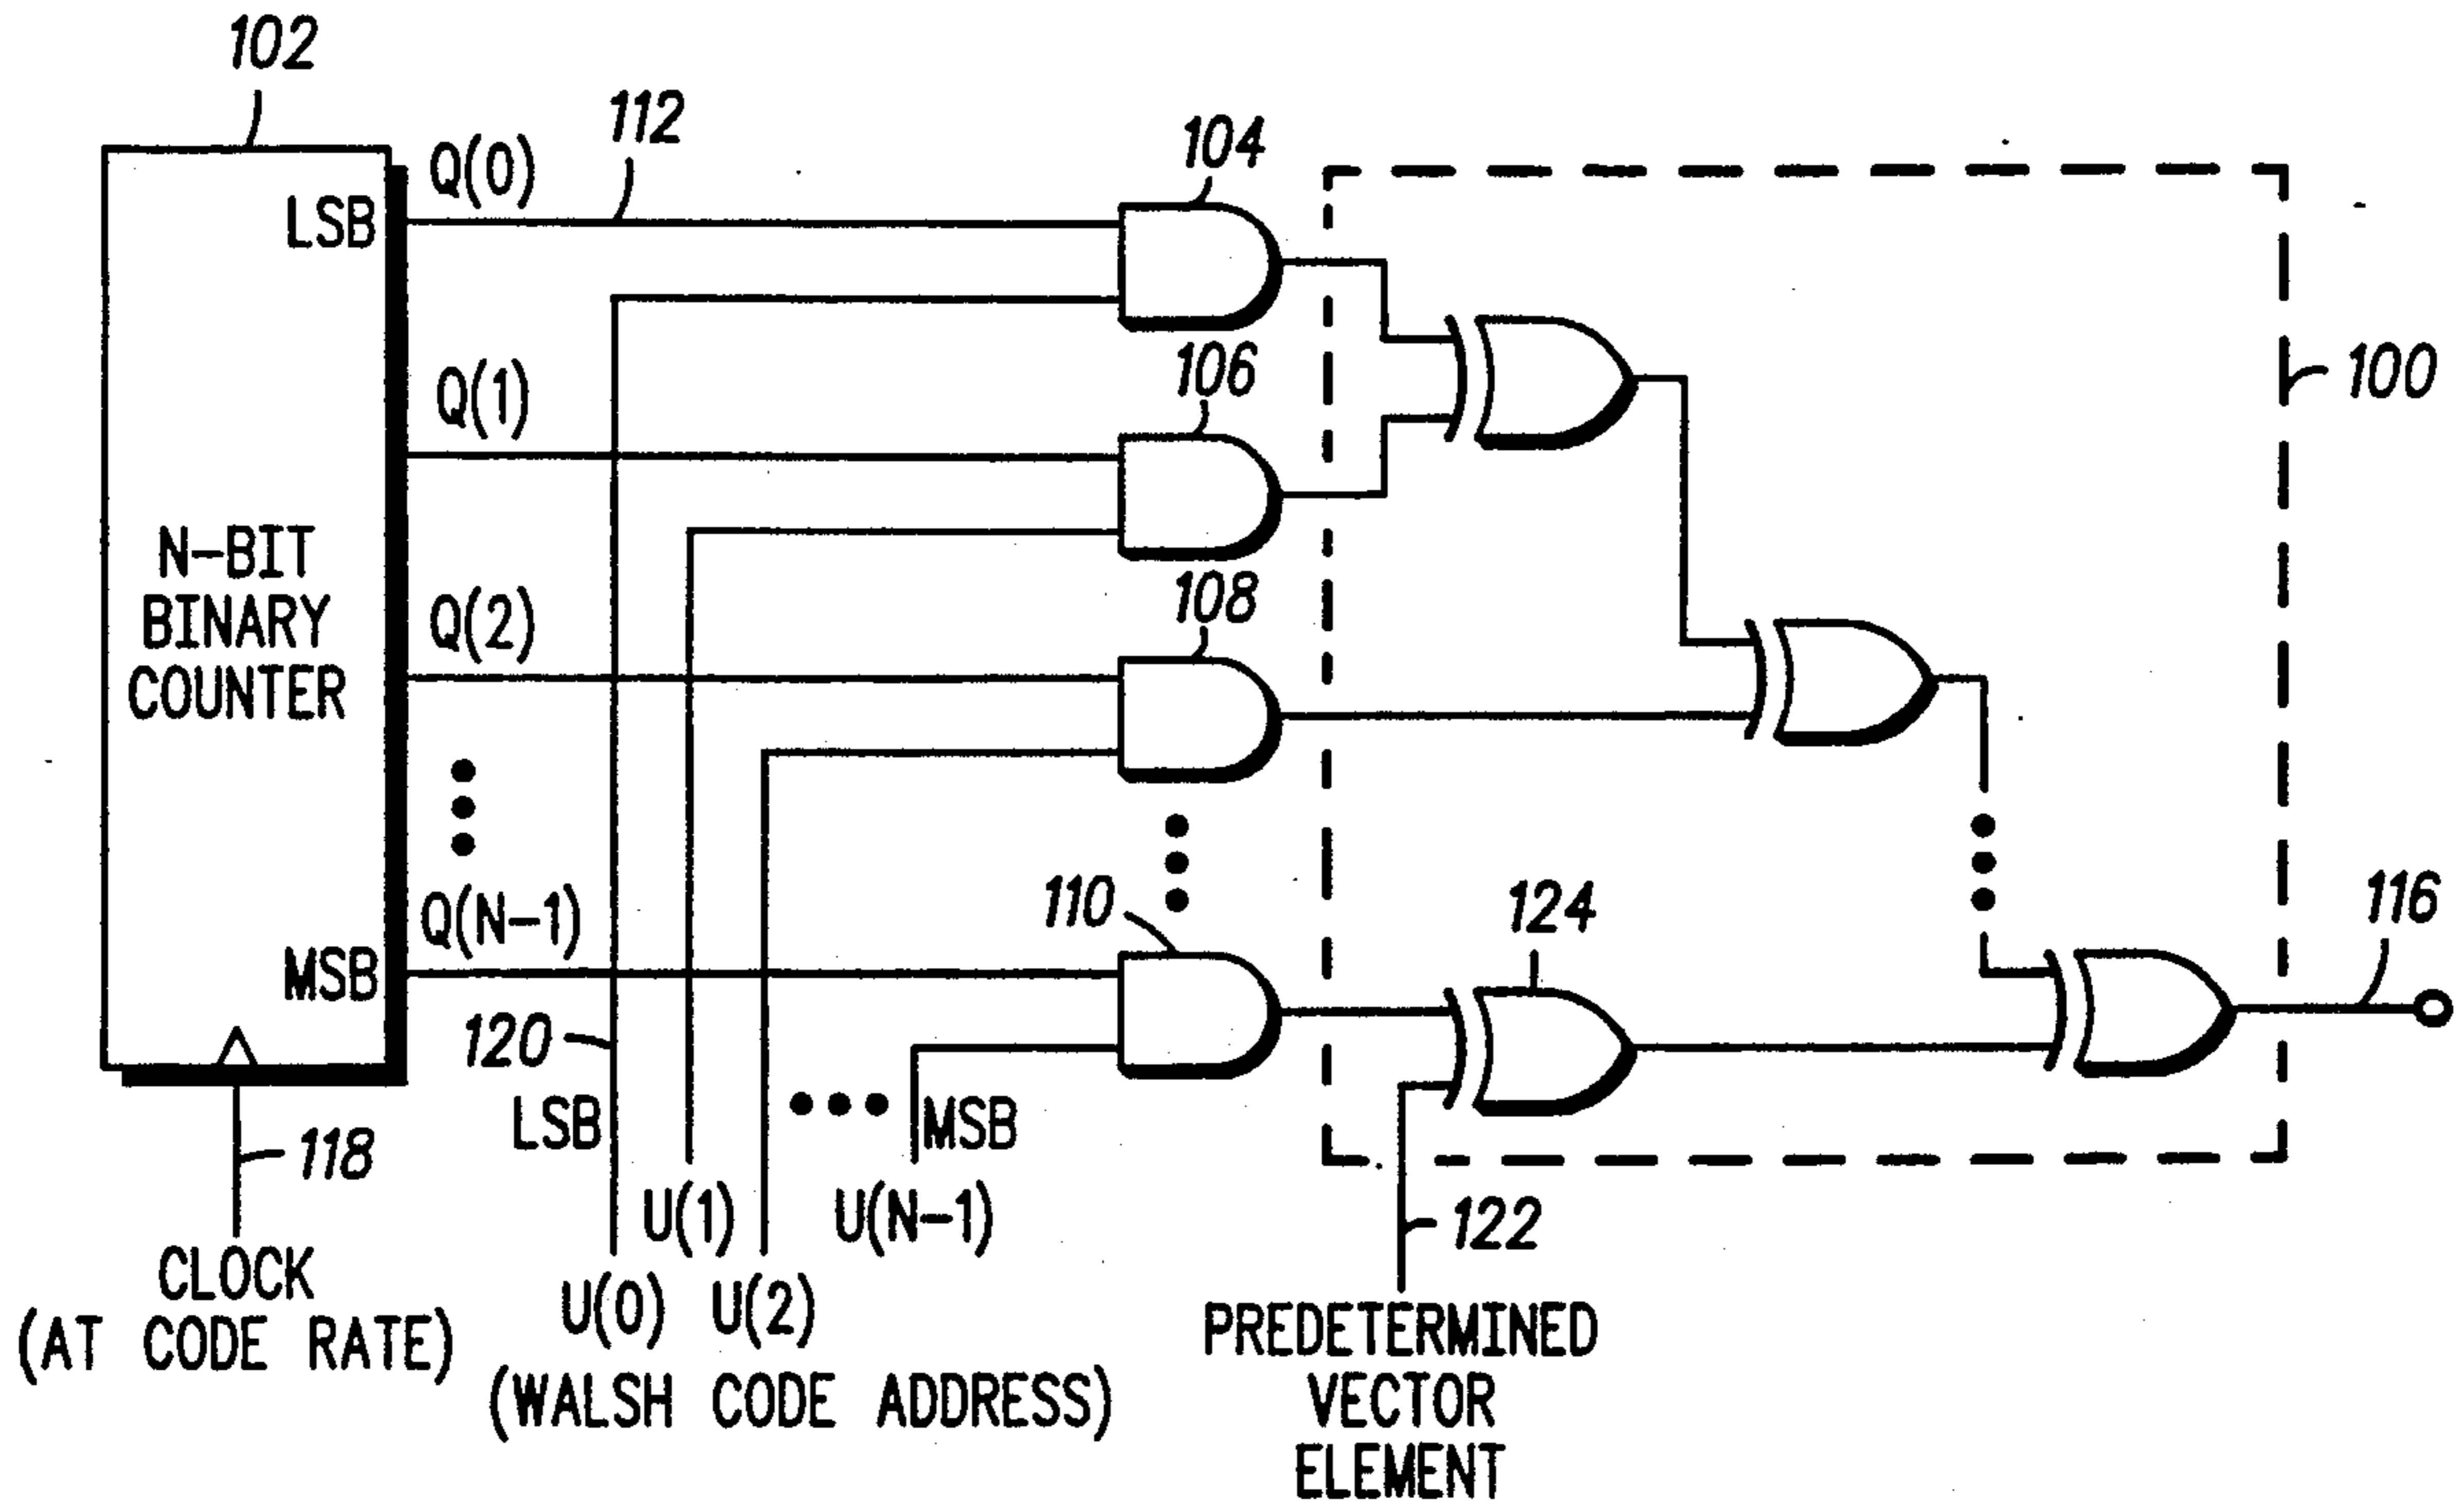 102
112
104
Q(0)
LSB
106
Q(1)
100
N-BIT
BINARY
COUNTER
108
Q(2)
110
124
116
Q(N-1)
MSB
120
LSB
MSB
118
U(1)
U(N-1)
122
CLOCK
(AT CODE RATE)
U(0)
U(2)
(WALSH CODE ADDRESS)
PREDETERMINED
VECTOR
ELEMENT